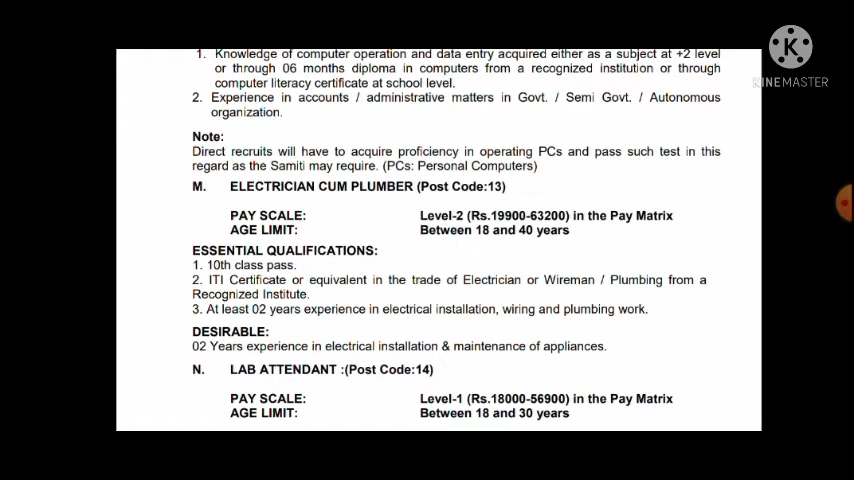 1. Knowledge of computer operation and data entry acquired either as a subject at +2 level
or through 06 months diploma in computers from a recognized institution or through
computer literacy certificate at school level.
2. Experience in accounts / administrative matters in Govt. / Semi Govt. / Autonomous
organization.
Note:
Direct recruits will have to acquire proficiency in operating PCs and pass such test in this
regard as the Samiti may require. (PCs: Personal Computers)
M. ELECTRICIAN CUM PLUMBER (Post Code:13)
PAY SCALE: Level-2 (Rs.19900-63200) in the Pay Matrix
AGE LIMIT: Between 18 and 40 years
ESSENTIAL QUALIFICATIONS:
1. 10th class pass.
2. ITI Certificate or equivalent in the trade of Electrician or Wireman / Plumbing from a
Recognized Institute.
3. At least 02 years experience in electrical installation, wiring and plumbing work.
DESIRABLE:
02 Years experience in electrical installation & maintenance of appliances.
N. LAB ATTENDANT :(Post Code:14)
PAY SCALE: Level-1 (Rs.18000-56900) in the Pay Matrix
AGE LIMIT: Between 18 and 30 years
K
KINEMASTER